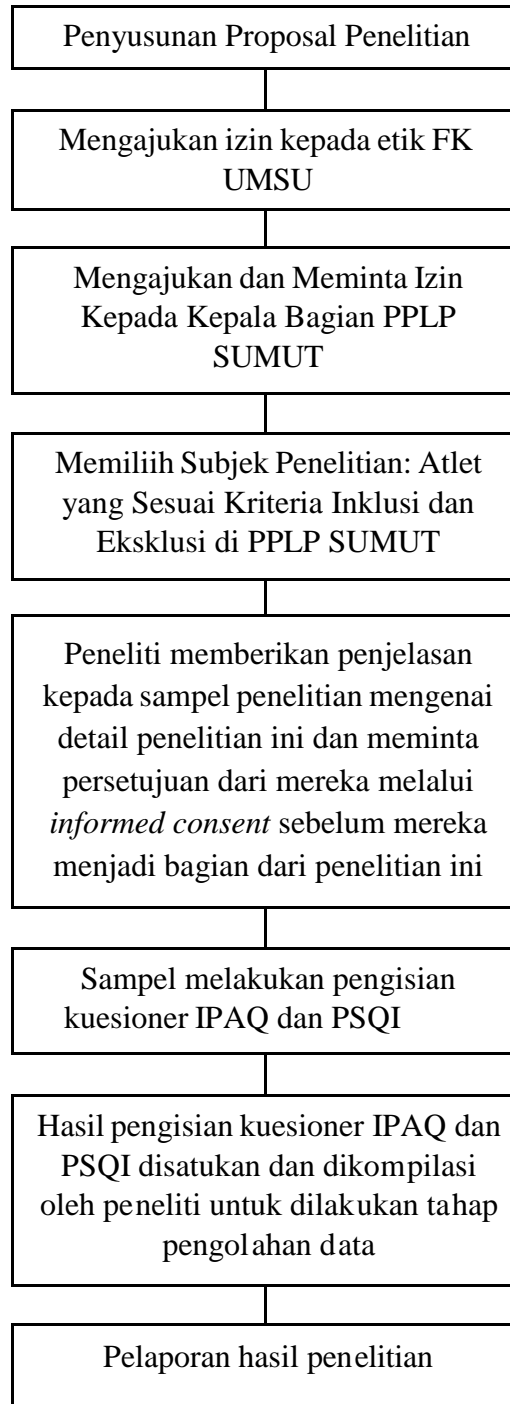 Penyusunan Proposal Penelitian
Mengajukan izin kepada etik FK
UMSU
Mengajukan dan Meminta Izin
Kepada Kepala Bagian PPLP
SUMUT
Memiliih Subjek Penelitian: Atlet
yang Sesuai Kriteria Inklusi dan
Eksklusi di PPLP SUMUT
Peneliti memberikan penjelasan
kepada sampel penelitian mengenai
detail penelitian ini dan meminta
persetujuan dari mereka melalui
informed consent sebelum mereka
menjadi bagian dari penelitian ini
Sampel melakukan pengisian
kuesioner IPAQ dan PSQI
Hasil pengisian kuesioner IPAQ dan
PSQI disatukan dan dikompilasi
oleh peneliti untuk dilakukan tahap
pengolahan data
Pelaporan hasil penelitian